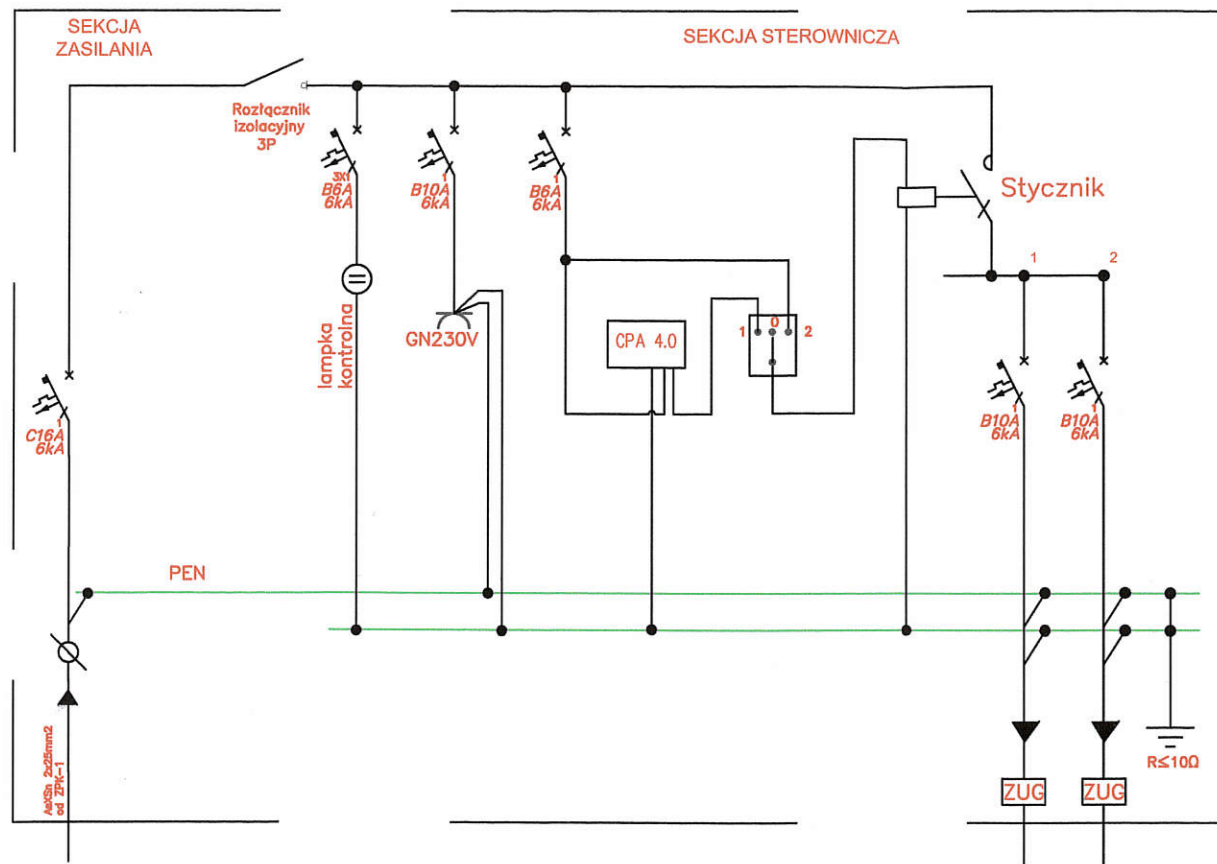 SEKCJA
ZASILANIA
SEKCJA STEROWNICZA
Rozłącznik
izolacyjny
3P
3X1
B6A
6kA
1
B10A
6kA
1
B6A
6kA
Stycznik
1
2
lampka
kontrolna
GN230V
CPA 4.0
1
0
2
1
C16A
6kA
1
B10A
6kA
1
B10A
6kA
PEN
AsXSn 2x25mm2
od ZPK-1
R≤10Ω
ZUG
ZUG